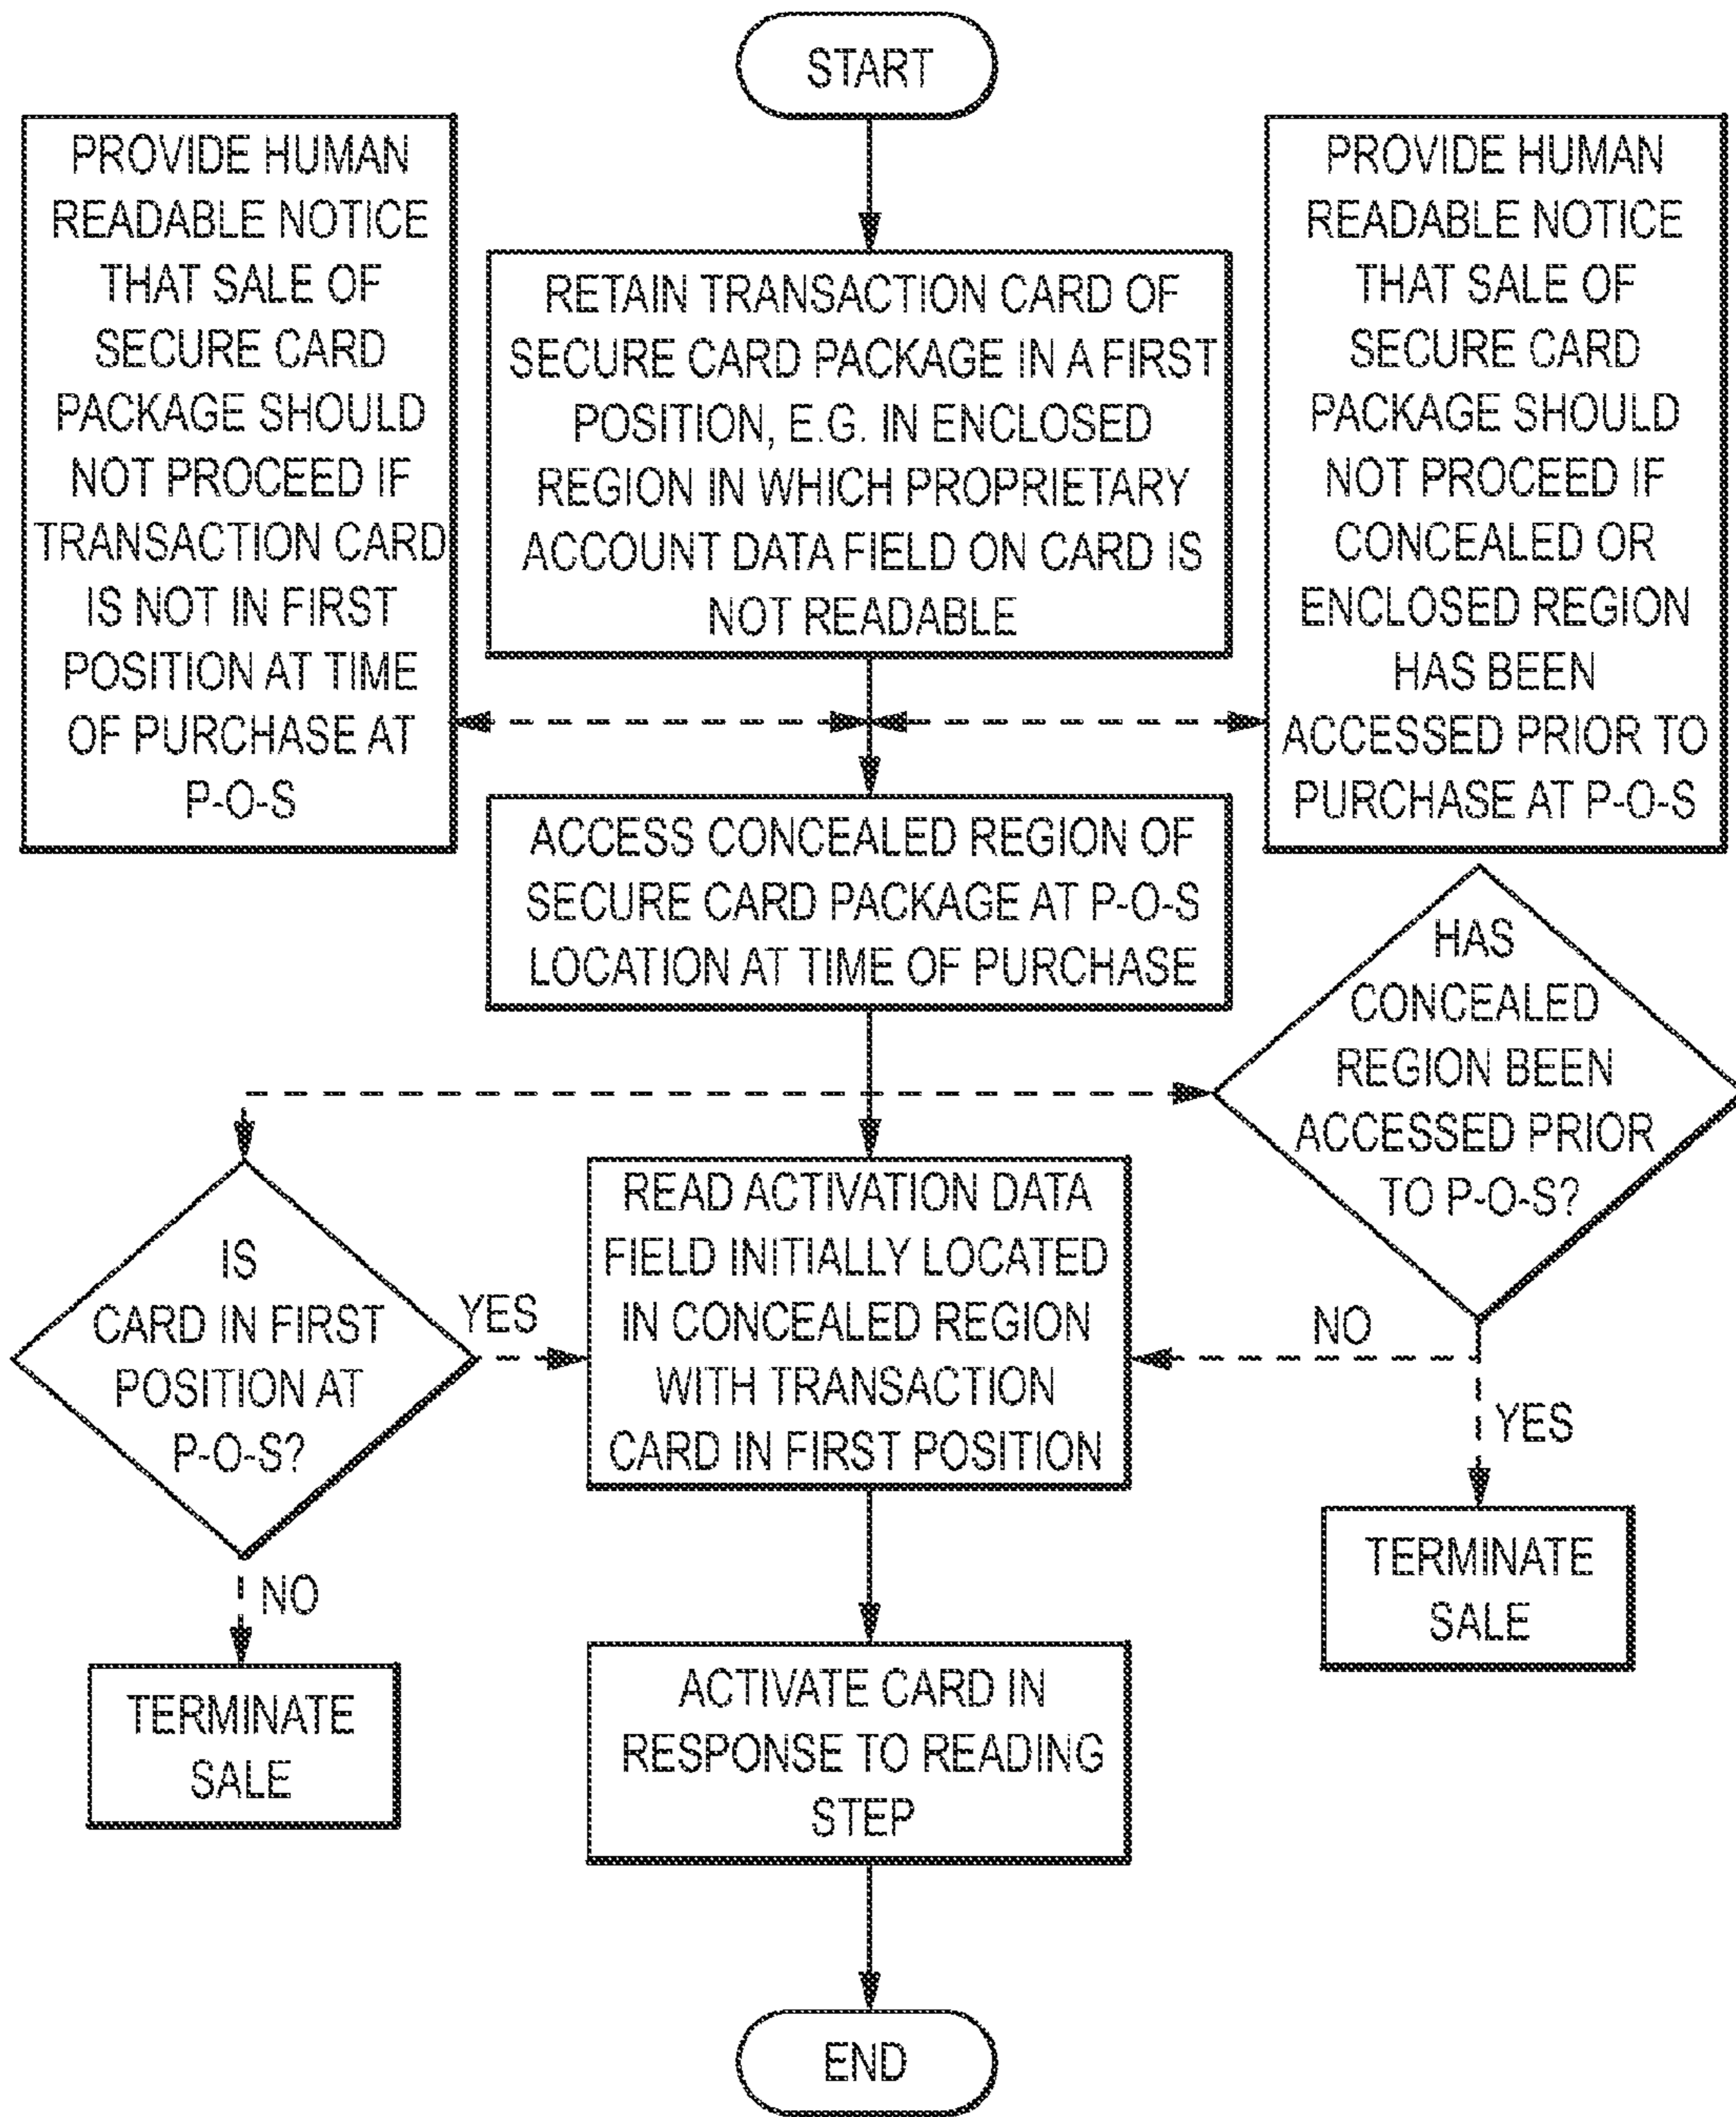 START
PROVIDE HUMAN
READABLE NOTICE
THAT SALE OF
SECURE CARD
PACKAGE SHOULD
NOT PROCEED IF
TRANSACTION CARD
IS NOT IN FIRST
POSITION AT TIME
OF PURCHASE AT
P-O-S
RETAIN TRANSACTION CARD OF
SECURE CARD PACKAGE IN A FIRST
POSITION, E.G. IN ENCLOSED
REGION IN WHICH PROPRIETARY
ACCOUNT DATA FIELD ON CARD IS
NOT READABLE
PROVIDE HUMAN
READABLE NOTICE
THAT SALE OF
SECURE CARD
PACKAGE SHOULD
NOT PROCEED IF
CONCEALED OR
ENCLOSED REGION
HAS BEEN
ACCESSED PRIOR TO
PURCHASE AT P-O-S
ACCESS CONCEALED REGION OF
SECURE CARD PACKAGE AT P-O-S
LOCATION AT TIME OF PURCHASE
HAS
CONCEALED
REGION BEEN
ACCESSED PRIOR
TO P-O-S?
IS
CARD IN FIRST
POSITION AT
P-O-S?
YES
READ ACTIVATION DATA
FIELD INITIALLY LOCATED
IN CONCEALED REGION
WITH TRANSACTION
CARD IN FIRST POSITION
NO
YES
NO
TERMINATE
SALE
TERMINATE
SALE
ACTIVATE CARD IN
RESPONSE TO READING
STEP
END